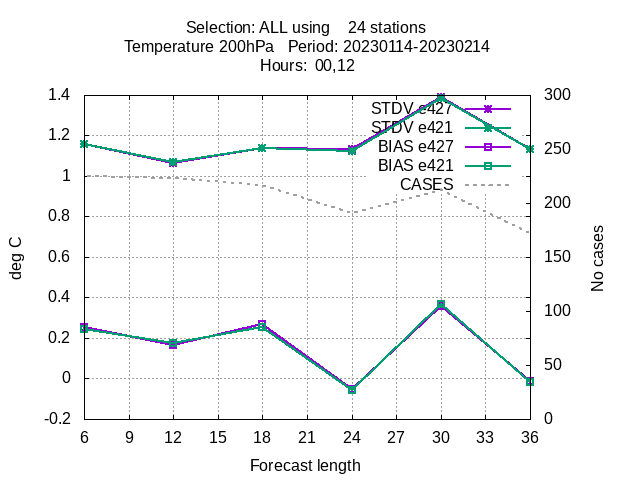 Selection: ALL using 24 stations
Temperature 200hPa Period: 20230114-20230214
Hours: 00,12
1.4
1.2
1
0.8
0.6
0.4
0.2
0
-0.2
deg C
STDV e427
STDV e421
BIAS e427
BIAS e421
CASES
300
250
200
150
100
50
0
No cases
6 9 12 15 18 21 24 27 30 33 36
Forecast length